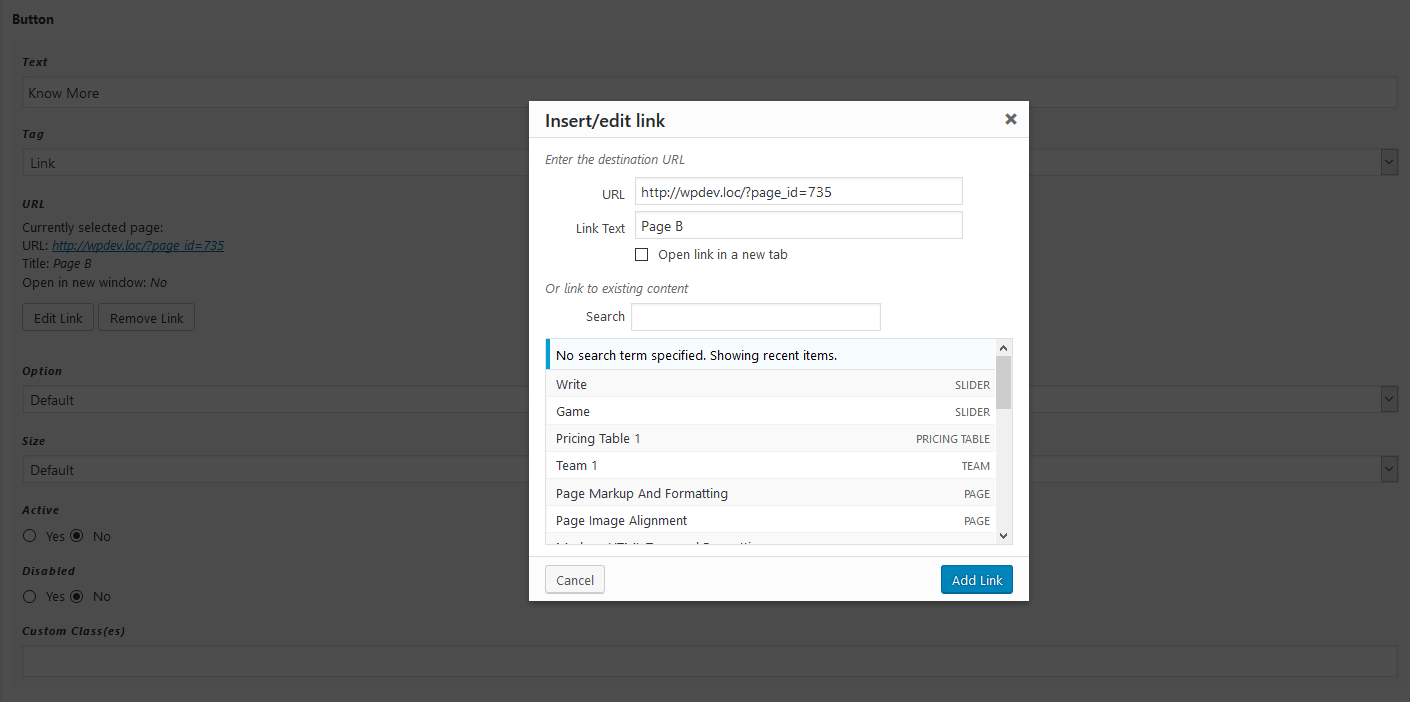 Button
Text
Know More
Tag
Link
URL
Currently selected page:
URL: http://wpdev.loc/?page_id=735
Title: Page B
Open in new window: No
Edit Link Remove Link
Option
Default
Size
Default
Active
Yes No
Disabled
Yes No
Custom Class(es)
Insert/edit link
Enter the destination URL
URL http://wpdev.loc/?page_id=735
Link Text Page B
Open link in a new tab
Or link to existing content
Search
No search term specified. Showing recent items.
Write SLIDER
Game SLIDER
Pricing Table 1 PRICING TABLE
Team 1 TEAM
Page Markup And Formatting PAGE
Page Image Alignment PAGE
Cancel Add Link